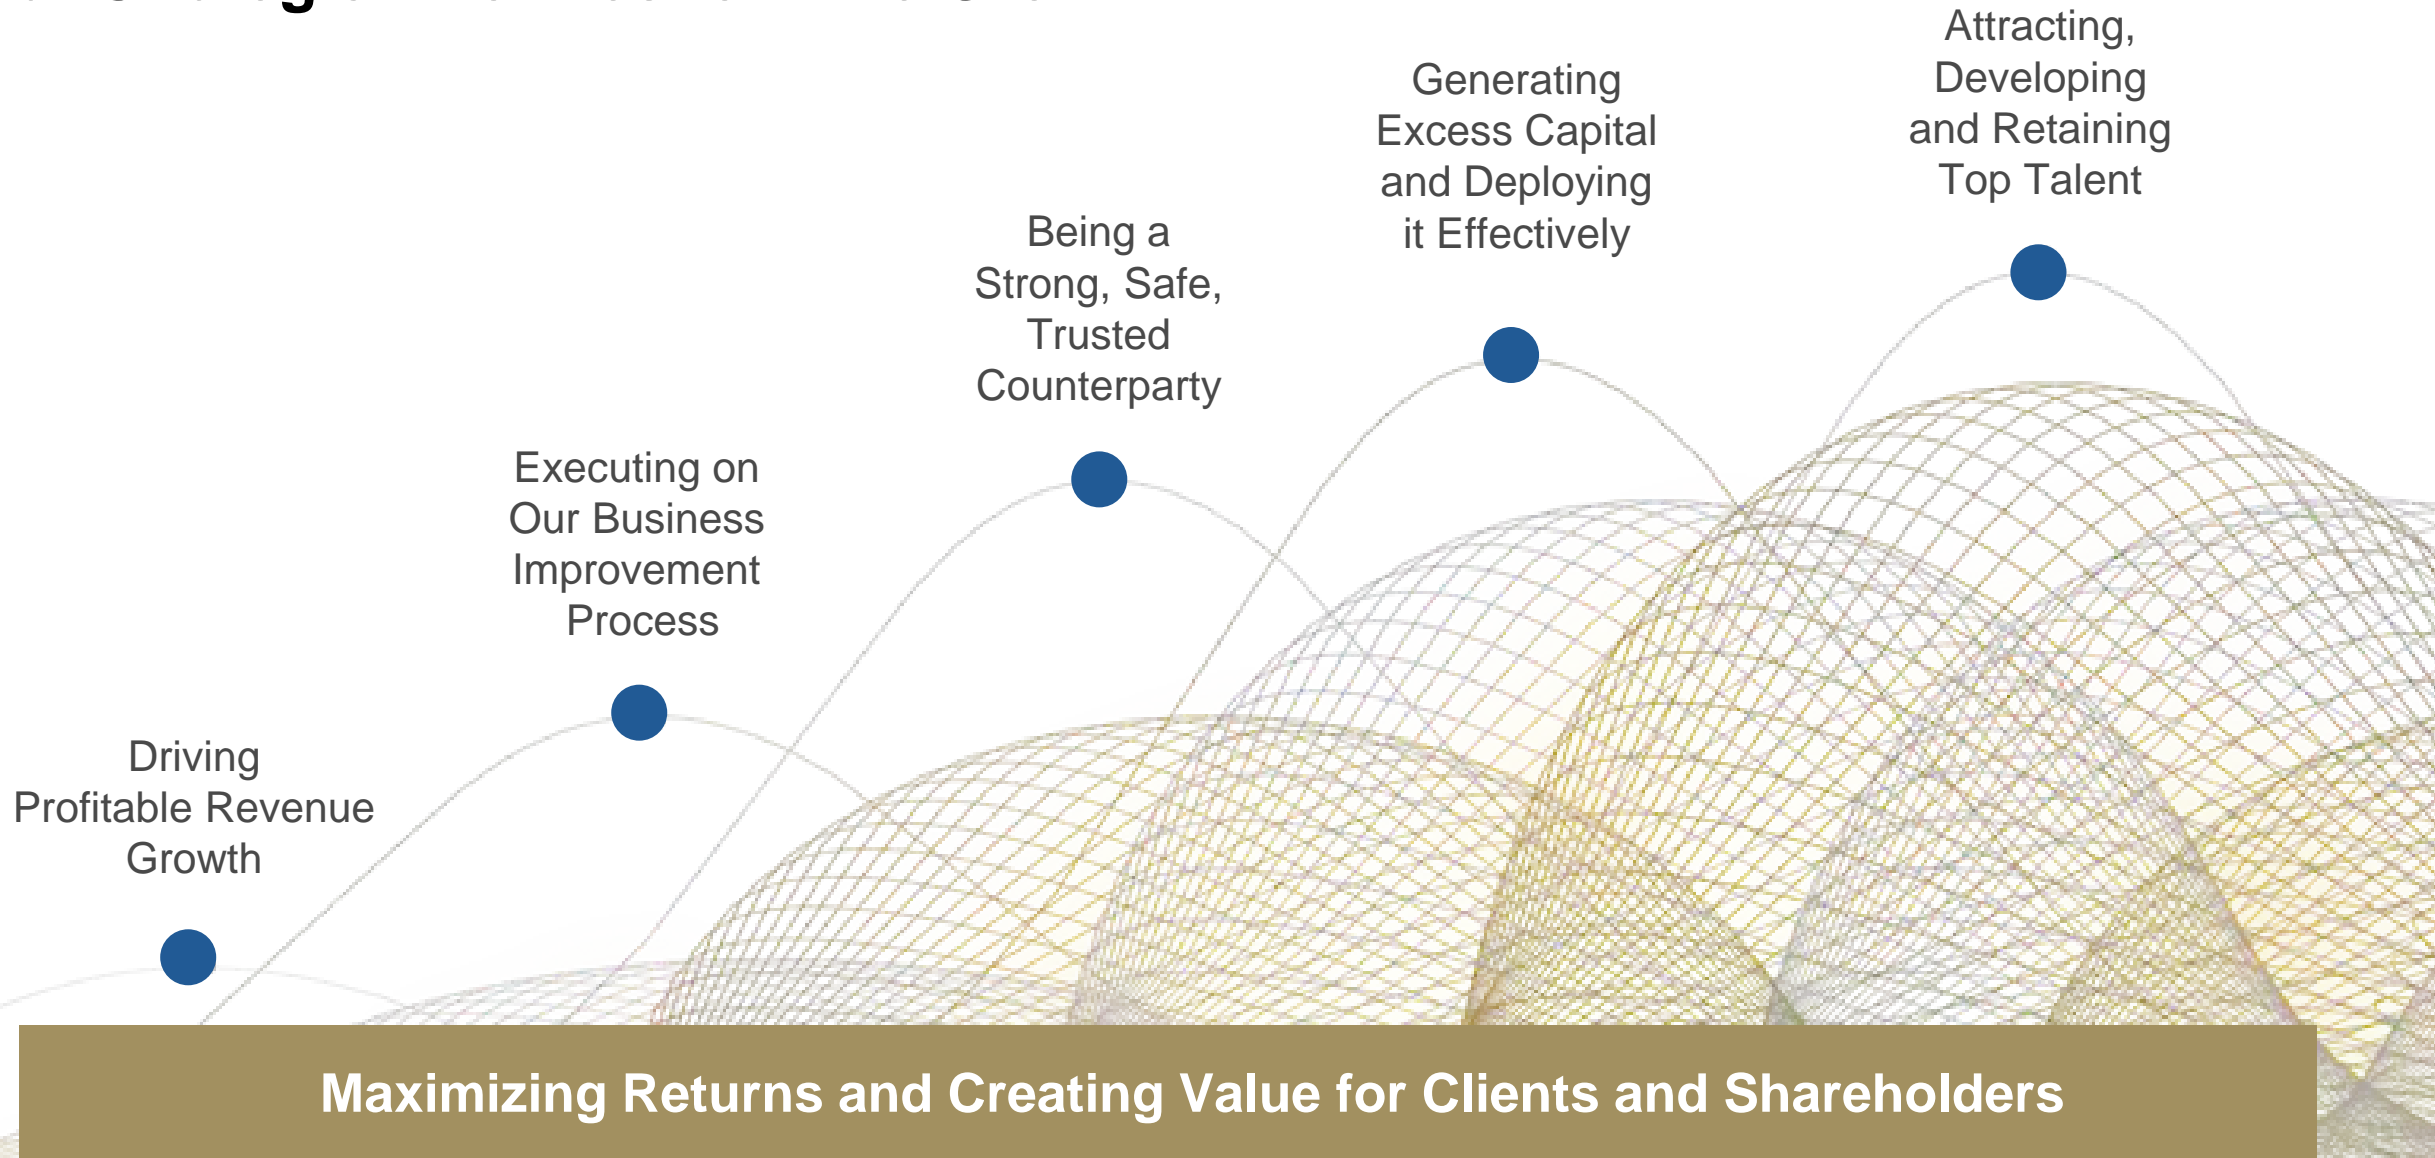 Attracting,
Developing
and Retaining
Top Talent
Generating
Excess Capital
and Deploying
it Effectively
Being a
Strong, Safe,
Trusted
Counterparty
Executing on
Our Business
Improvement
Process
Driving
Profitable Revenue
Growth
Maximizing Returns and Creating Value for Clients and Shareholders